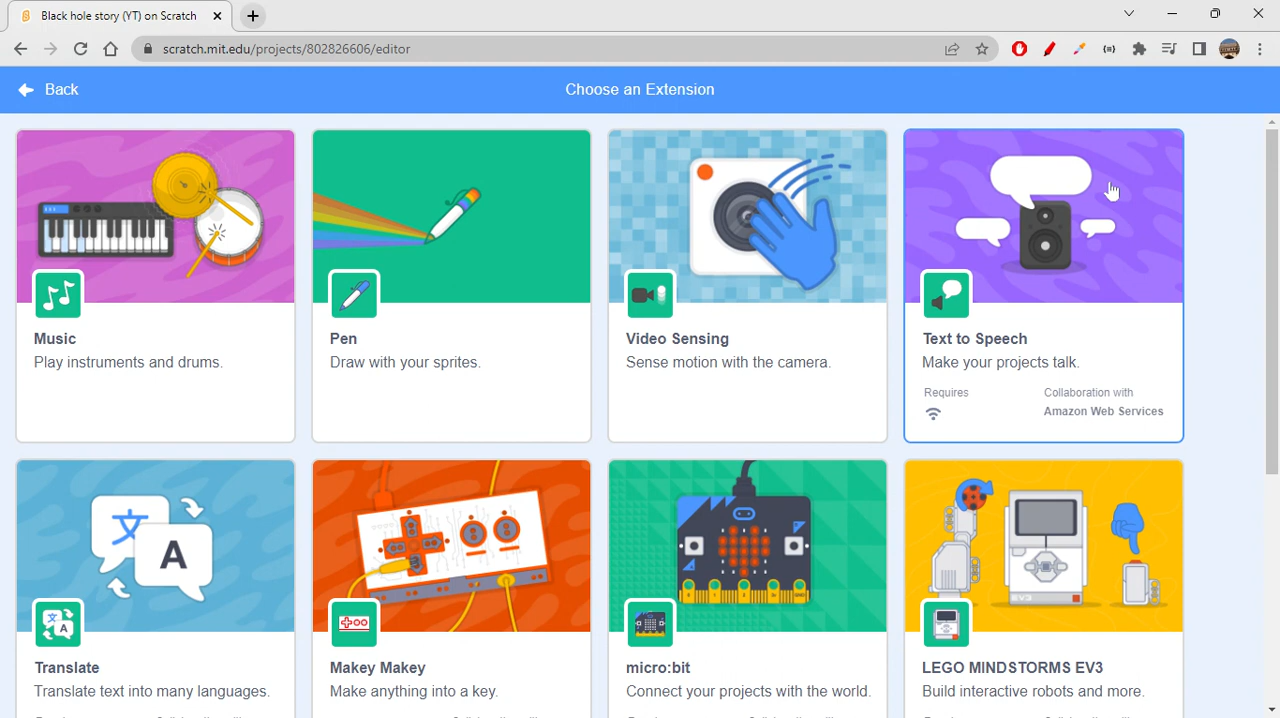 Black hole story (YT) on Scratch
scratch.mit.edu/projects/802826606/editor
Back
Choose an Extension
Music
Play instruments and drums.
Pen
Draw with your sprites.
Video Sensing
Sense motion with the camera.
Text to Speech
Make your projects talk.
Requires
Collaboration with
Amazon Web Services
文 A
文 A
Translate
Translate text into many languages.
Makey Makey
Make anything into a key.
micro:bit
Connect your projects with the world.
EV3
LEGO MINDSTORMS EV3
Build interactive robots and more.